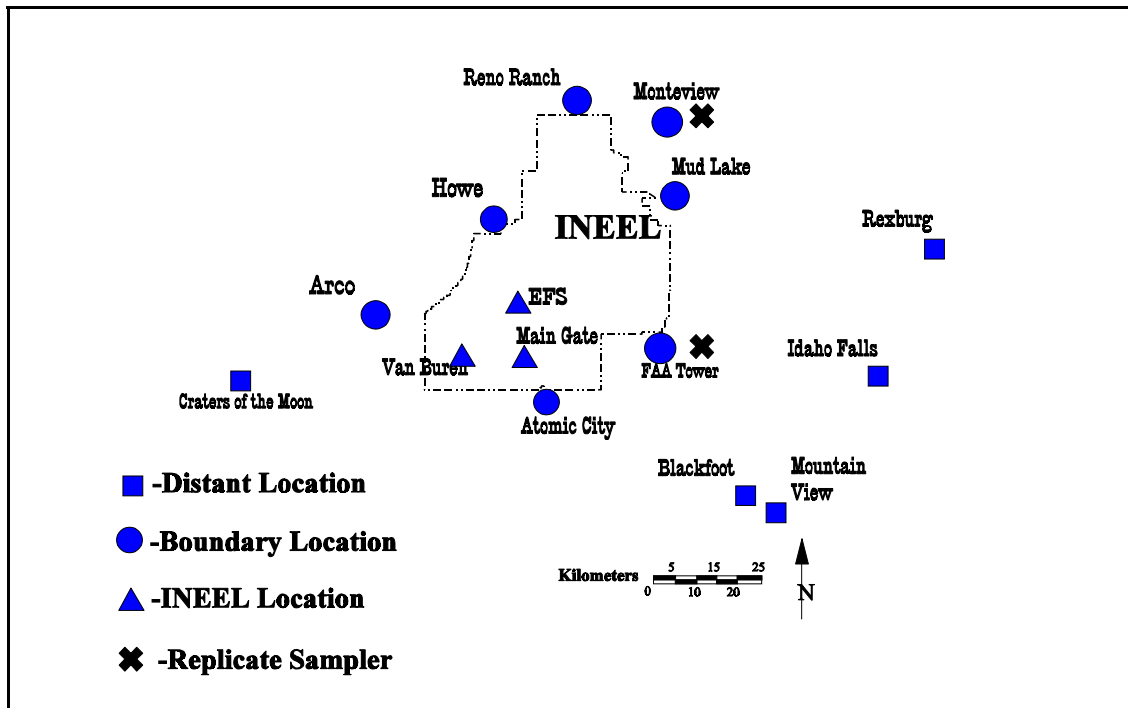 Reno Ranch
Monteview
Mud Lake
Howe
INEEL
Rexburg
Arco
EFS
Main Gate
Van Buren
FAA Tower
Idaho Falls
Craters of the Moon
Atomic City
Blackfoot
Mountain
View
-Distant Location
-Boundary Location
-INEEL Location
-Replicate Sampler
5 15 25
Kilometers
0 10 20
N